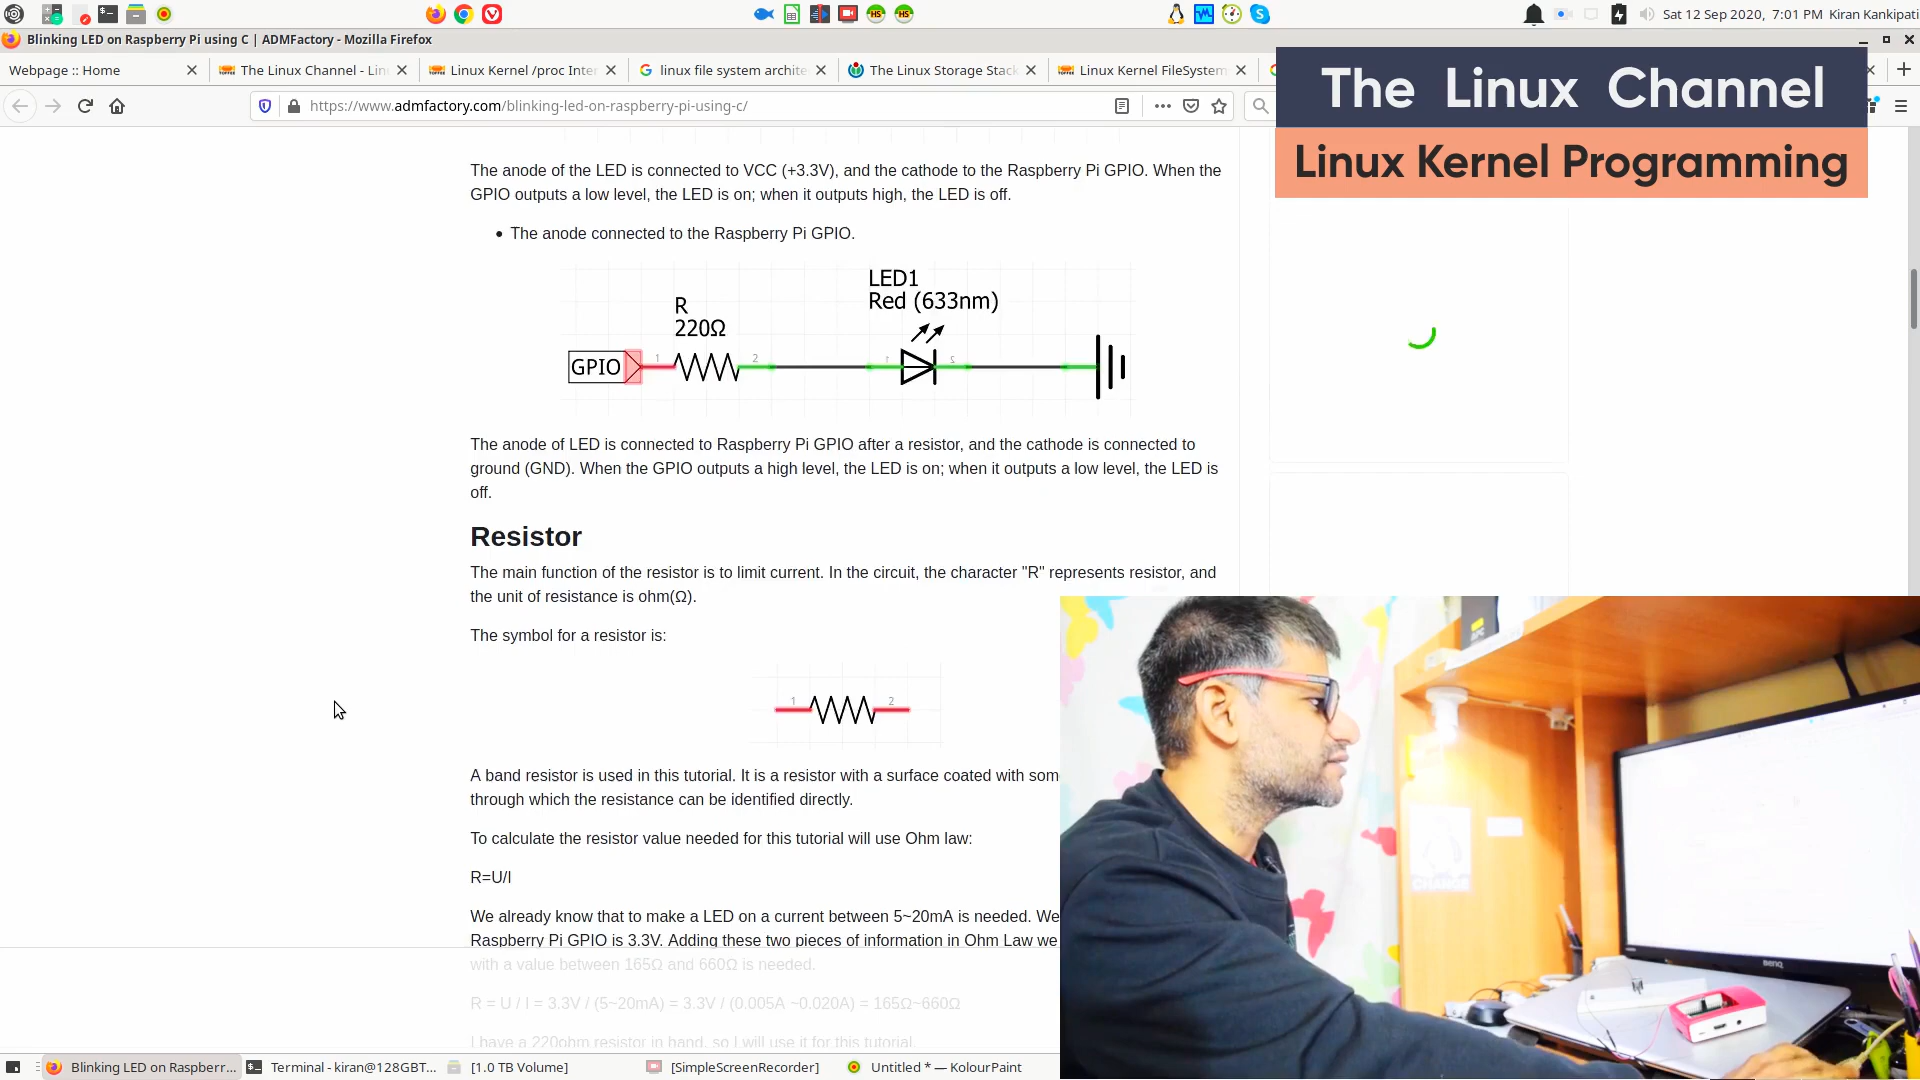 Sat 12 Sep 2020, 7:01 PM Kiran Kankipati
Blinking LED on Raspberry Pi using C | ADMFactory - Mozilla Firefox
Webpage :: Home
The Linux Channel - Lin
Linux Kernel /proc Inter
linux file system archite
The Linux Storage Stack
Linux Kernel FileSystem
https://www.admfactory.com/blinking-led-on-raspberry-pi-using-c/
The Linux Channel
Linux Kernel Programming
The anode of the LED is connected to VCC (+3.3V), and the cathode to the Raspberry Pi GPIO. When the
GPIO outputs a low level, the LED is on; when it outputs high, the LED is off.
• The anode connected to the Raspberry Pi GPIO.
LED1
Red (633nm)
R
220Ω
GPIO
1
2
1
2
The anode of LED is connected to Raspberry Pi GPIO after a resistor, and the cathode is connected to
ground (GND). When the GPIO outputs a high level, the LED is on; when it outputs a low level, the LED is
off.
Resistor
The main function of the resistor is to limit current. In the circuit, the character "R" represents resistor, and
the unit of resistance is ohm(Ω).
The symbol for a resistor is:
1
2
A band resistor is used in this tutorial. It is a resistor with a surface coated with som
through which the resistance can be identified directly.
To calculate the resistor value needed for this tutorial will use Ohm law:
R=U/I
We already know that to make a LED on a current between 5~20mA is needed. We
Raspberry Pi GPIO is 3.3V. Adding these two pieces of information in Ohm Law we
with a value between 165Ω and 660Ω is needed.
R = U / I = 3.3V / (5~20mA) = 3.3V / (0.005A ~0.020A) = 165Ω~660Ω
I have a 220ohm resistor in hand, so I will use it for this tutorial.
CHANGE
BenQ
Blinking LED on Raspberr...
Terminal - kiran@128GBT...
[1.0 TB Volume]
[SimpleScreenRecorder]
Untitled * — KolourPaint